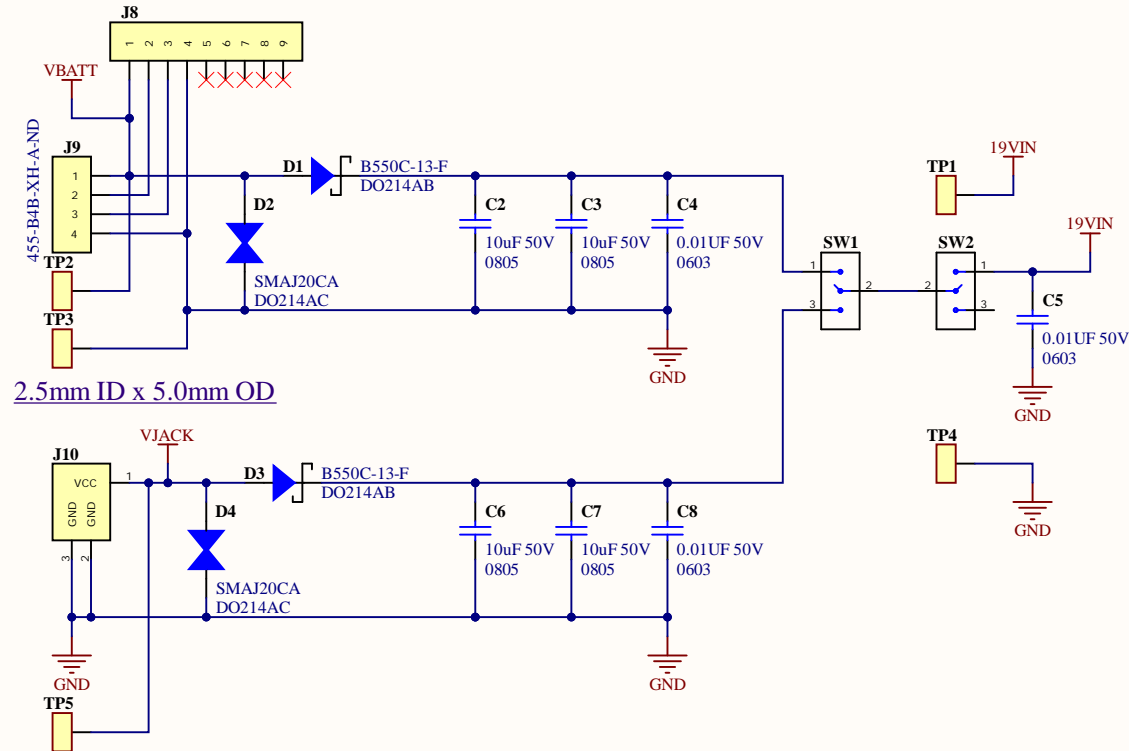 J8
1 2 3 4 5 6 7 8 9
VBATT
455-B4B-XH-A-ND
J9
1
2
3
4
TP2
TP3
D1
B550C-13-F
DO214AB
D2
SMAJ20CA
DO214AC
C2
10uF 50V
0805
C3
10uF 50V
0805
C4
0.01UF 50V
0603
GND
SW1
1
2
3
SW2
1
2
3
TP1
19VIN
19VIN
C5
0.01UF 50V
0603
GND
TP4
GND
2.5mm ID x 5.0mm OD
VJACK
J10
VCC
1
GND
GND
3
2
D3
B550C-13-F
DO214AB
D4
SMAJ20CA
DO214AC
C6
10uF 50V
0805
C7
10uF 50V
0805
C8
0.01UF 50V
0603
GND
GND
TP5